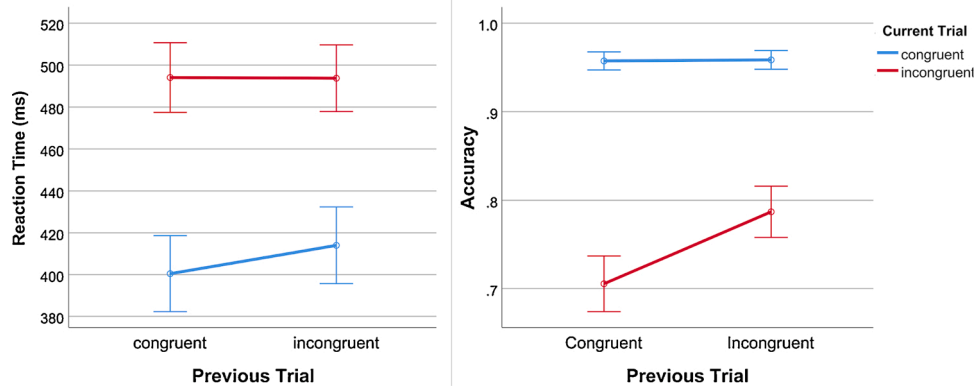 520
500
480
460
440
420
400
380
Reaction Time (ms)
congruent incongruent
Previous Trial
1.0
.9
.8
.7
Accuracy
Congruent Incongruent
Previous Trial
Current Trial
congruent
incongruent